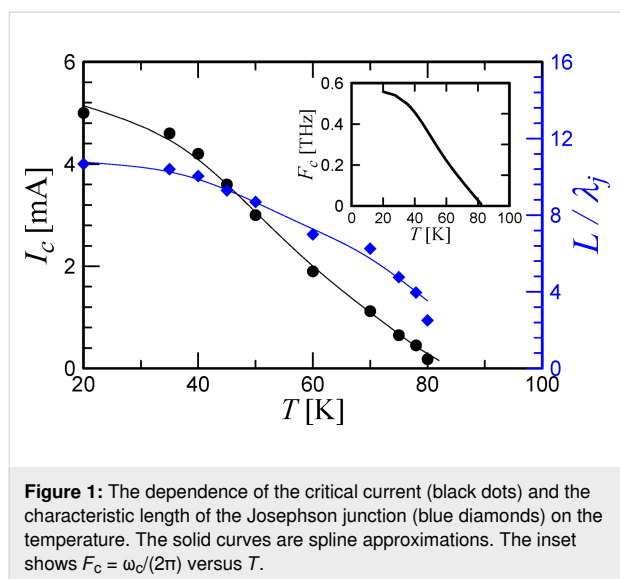 6
4
2
0
I_c [mA]
20
40
60
80
100
T [K]
16
12
8
4
0
L / λ_j
0.6
0.4
0.2
0
F_c [THz]
0 20 40 60 80 100
T [K]
Figure 1: The dependence of the critical current (black dots) and the
characteristic length of the Josephson junction (blue diamonds) on the
temperature. The solid curves are spline approximations. The inset
shows F_c = ω_c/(2π) versus T.